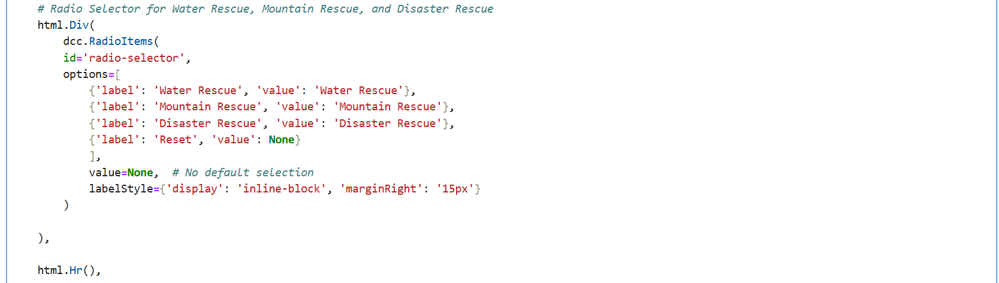 # Radio Selector for Water Rescue, Mountain Rescue, and Disaster Rescue
html.Div(
    dcc.RadioItems(
    id='radio-selector',
    options=[
        {'label': 'Water Rescue', 'value': 'Water Rescue'},
        {'label': 'Mountain Rescue', 'value': 'Mountain Rescue'},
        {'label': 'Disaster Rescue', 'value': 'Disaster Rescue'},
        {'label': 'Reset', 'value': None}
        ],
        value=None,  # No default selection
        labelStyle={'display': 'inline-block', 'marginRight': '15px'}
    )
),
html.Hr(),